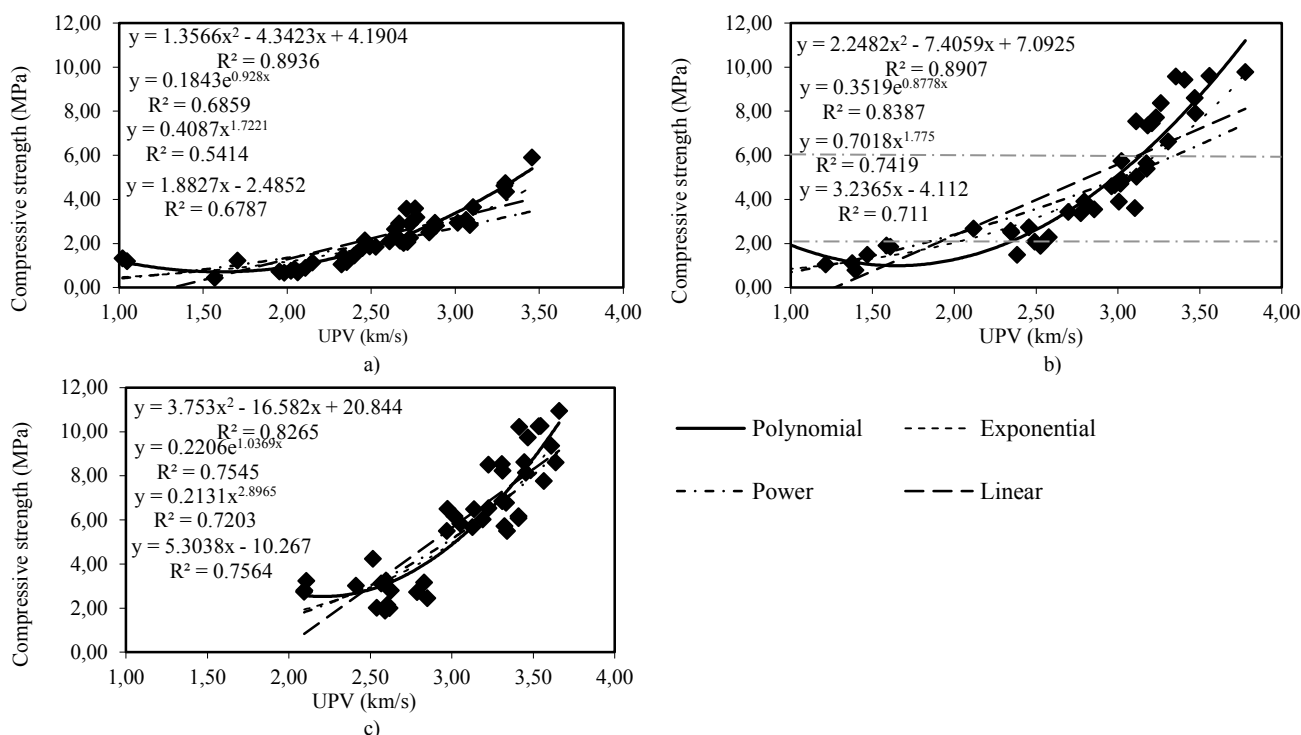 12,00
10,00
8,00
6,00
4,00
2,00
0,00
Compressive strength (MPa)
y = 1.3566x² - 4.3423x + 4.1904
R² = 0.8936
y = 0.1843e^0.928x
R² = 0.6859
y = 0.4087x^1.7221
R² = 0.5414
y = 1.8827x - 2.4852
R² = 0.6787
1,00 1,50 2,00 2,50 3,00 3,50 4,00
UPV (km/s)
a)
12,00
10,00
8,00
6,00
4,00
2,00
0,00
Compressive strength (MPa)
y = 2.2482x² - 7.4059x + 7.0925
R² = 0.8907
y = 0.3519e^0.8778x
R² = 0.8387
y = 0.7018x^1.775
R² = 0.7419
y = 3.2365x - 4.112
R² = 0.711
1,00 1,50 2,00 2,50 3,00 3,50 4,00
UPV (km/s)
b)
12,00
10,00
8,00
6,00
4,00
2,00
0,00
Compressive strength (MPa)
y = 3.753x² - 16.582x + 20.844
R² = 0.8265
y = 0.2206e^1.0369x
R² = 0.7545
y = 0.2131x^2.8965
R² = 0.7203
y = 5.3038x - 10.267
R² = 0.7564
1,00 1,50 2,00 2,50 3,00 3,50 4,00
UPV (km/s)
c)
Polynomial
Exponential
Power
Linear